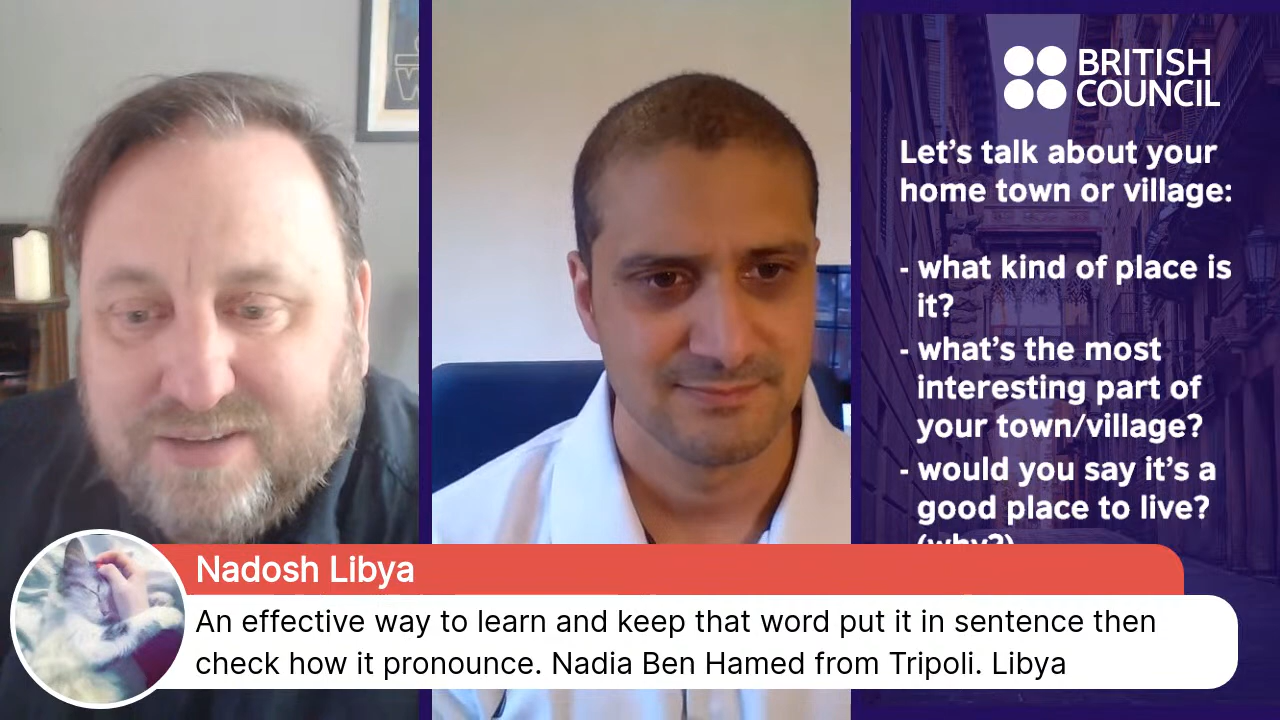 BRITISH
COUNCIL
Let's talk about your
home town or village:
- what kind of place is
it?
- what's the most
interesting part of
your town/village?
- would you say it's a
good place to live?
(why?)
Nadosh Libya
An effective way to learn and keep that word put it in sentence then
check how it pronounce. Nadia Ben Hamed from Tripoli. Libya